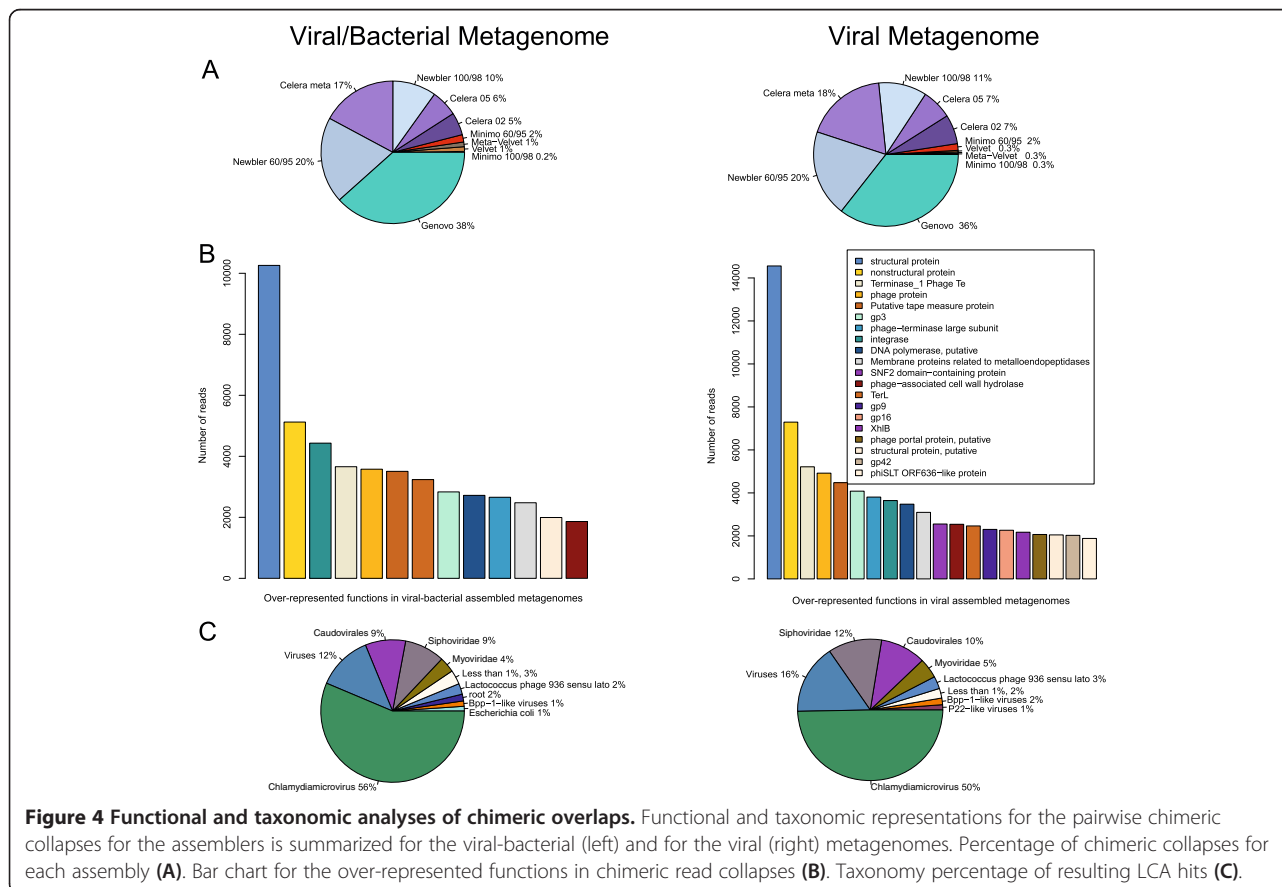 Viral/Bacterial Metagenome
Viral Metagenome
A
Newbler 100/98 10%
Celera meta 17%
Celera 05 6%
Celera 02 5%
Minimo 60/95 2%
Meta-Velvet 1%
Velvet 1%
Minimo 100/98 0.2%
Newbler 60/95 20%
Genovo 38%
Newbler 100/98 11%
Celera meta 18%
Celera 05 7%
Celera 02 7%
Minimo 60/95 2%
Velvet 0.3%
Meta-Velvet 0.3%
Minimo 100/98 0.3%
Newbler 60/95 20%
Genovo 36%
B
Number of reads
10000
8000
6000
4000
2000
0
Over-represented functions in viral-bacterial assembled metagenomes
Number of reads
14000
12000
10000
8000
6000
4000
2000
0
structural protein
nonstructural protein
Terminase_1 Phage Te
phage protein
Putative tape measure protein
gp3
phage-terminase large subunit
integrase
DNA polymerase, putative
Membrane proteins related to metalloendopeptidases
SNF2 domain-containing protein
phage-associated cell wall hydrolase
TerL
gp9
gp16
XhlB
phage portal protein, putative
structural protein, putative
gp42
phiSLT ORF636-like protein
Over-represented functions in viral assembled metagenomes
C
Caudovirales 9%
Siphoviridae 9%
Viruses 12%
Myoviridae 4%
Less than 1%, 3%
Lactococcus phage 936 sensu lato 2%
root 2%
Bpp-1-like viruses 1%
Escherichia coli 1%
Chlamydiamicrovirus 56%
Siphoviridae 12%
Caudovirales 10%
Viruses 16%
Myoviridae 5%
Lactococcus phage 936 sensu lato 3%
Less than 1%, 2%
Bpp-1-like viruses 2%
P22-like viruses 1%
Chlamydiamicrovirus 50%
Figure 4 Functional and taxonomic analyses of chimeric overlaps. Functional and taxonomic representations for the pairwise chimeric
collapses for the assemblers is summarized for the viral-bacterial (left) and for the viral (right) metagenomes. Percentage of chimeric collapses for
each assembly (A). Bar chart for the over-represented functions in chimeric read collapses (B). Taxonomy percentage of resulting LCA hits (C).